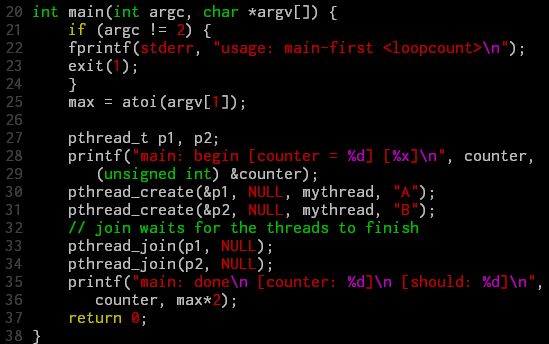 20 int main(int argc, char *argv[]) {
21     if (argc != 2) {
22     fprintf(stderr, "usage: main-first <loopcount>\n");
23     exit(1);
24     }
25     max = atoi(argv[1]);
26
27     pthread_t p1, p2;
28     printf("main: begin [counter = %d] [%x]\n", counter,
29        (unsigned int) &counter);
30     pthread_create(&p1, NULL, mythread, "A");
31     pthread_create(&p2, NULL, mythread, "B");
32     // join waits for the threads to finish
33     pthread_join(p1, NULL);
34     pthread_join(p2, NULL);
35     printf("main: done\n [counter: %d]\n [should: %d]\n",
36        counter, max*2);
37     return 0;
38 }